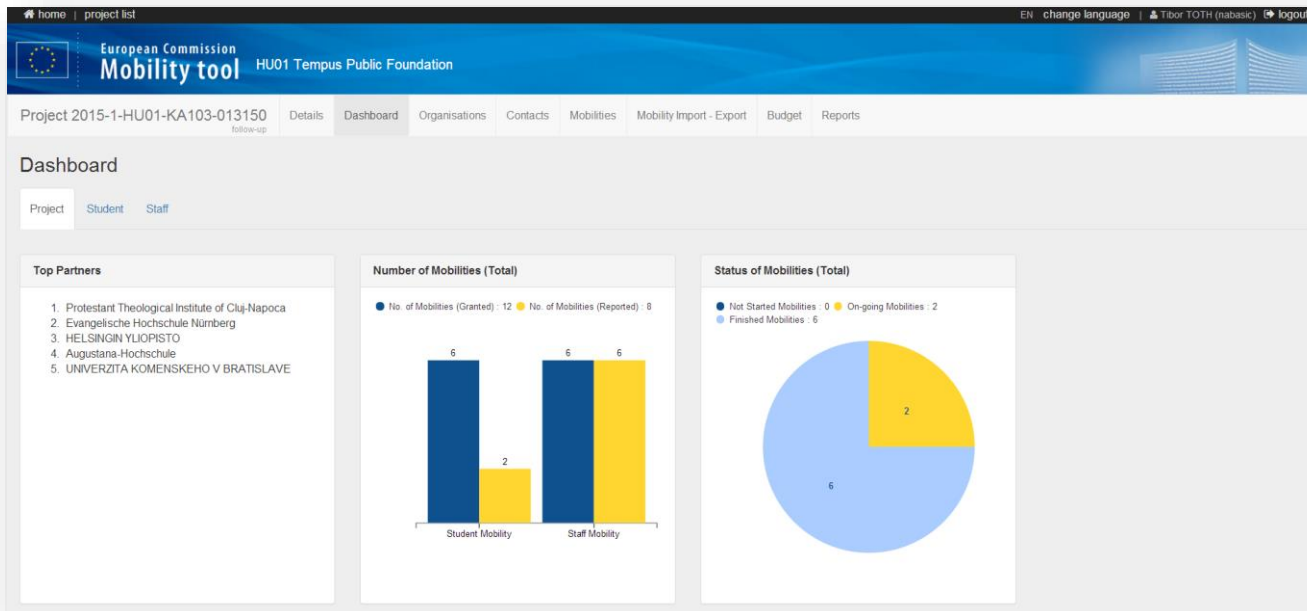 home | project list
EN change language | Tibor TOTH (nabasic) logout
European Commission
Mobility tool HU01 Tempus Public Foundation
Project 2015-1-HU01-KA103-013150 Details Dashboard Organisations Contacts Mobilities Mobility Import - Export Budget Reports
follow-up
Dashboard
Project Student Staff
Top Partners
1. Protestant Theological Institute of Cluj-Napoca
2. Evangelische Hochschule Nürnberg
3. HELSINGIN YLIOPISTO
4. Augustana-Hochschule
5. UNIVERZITA KOMENSKEHO V BRATISLAVE
Number of Mobilities (Total)
No. of Mobilities (Granted) : 12 No. of Mobilities (Reported) : 8
6 6 6
2
Student Mobility Staff Mobility
Status of Mobilities (Total)
Not Started Mobilities : 0 On-going Mobilities : 2
Finished Mobilities : 6
2
6